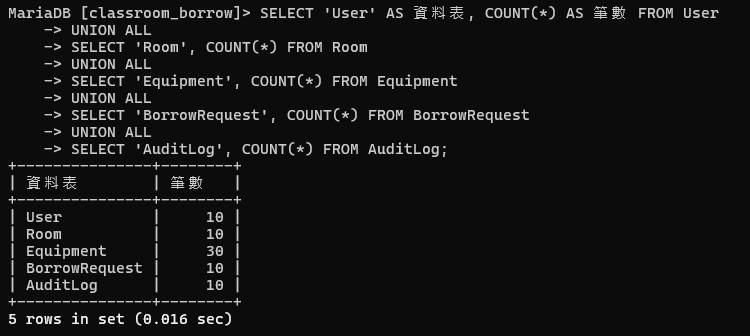 MariaDB [classroom_borrow]> SELECT 'User' AS 資料表, COUNT(*) AS 筆數 FROM User
    -> UNION ALL
    -> SELECT 'Room', COUNT(*) FROM Room
    -> UNION ALL
    -> SELECT 'Equipment', COUNT(*) FROM Equipment
    -> UNION ALL
    -> SELECT 'BorrowRequest', COUNT(*) FROM BorrowRequest
    -> UNION ALL
    -> SELECT 'AuditLog', COUNT(*) FROM AuditLog;
+---------------+--------+
| 資料表        | 筆數   |
+---------------+--------+
| User          |     10 |
| Room          |     10 |
| Equipment     |     30 |
| BorrowRequest |     10 |
| AuditLog      |     10 |
+---------------+--------+
5 rows in set (0.016 sec)